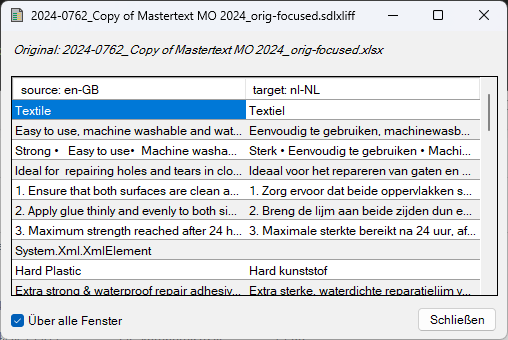 2024-0762_Copy of Mastertext MO 2024_orig-focused.sdlxliff
Original: 2024-0762_Copy of Mastertext MO 2024_orig-focused.xlsx
source: en-GB target: nl-NL
Textile Textiel
Easy to use, machine washable and wat... Eenvoudig te gebruiken, machinewasb...
Strong • Easy to use• Machine washa... Sterk • Eenvoudig te gebruiken • Machi...
Ideal for repairing holes and tears in clo... Ideaal voor het repareren van gaten en ...
1. Ensure that both surfaces are clean a... 1. Zorg ervoor dat beide oppervlakken s...
2. Apply glue thinly and evenly to both si... 2. Breng de lijm aan beide zijden dun e...
3. Maximum strength reached after 24 h... 3. Maximale sterkte bereikt na 24 uur, af...
System.Xml.XmlElement
Hard Plastic Hard kunststof
Extra strong & waterproof repair adhesiv... Extra sterke, waterdichte reparatielijm v...
Über alle Fenster Schließen